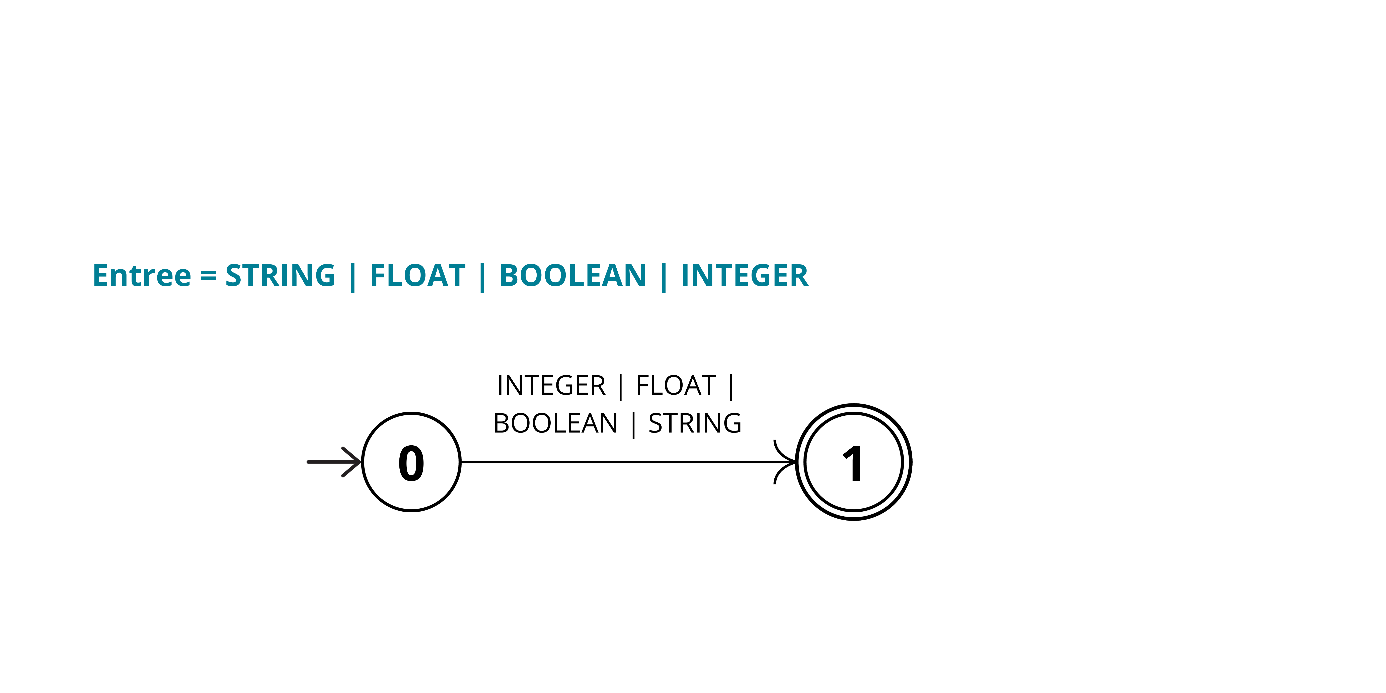 Entree = STRING | FLOAT | BOOLEAN | INTEGER
INTEGER | FLOAT |
BOOLEAN | STRING
0
1